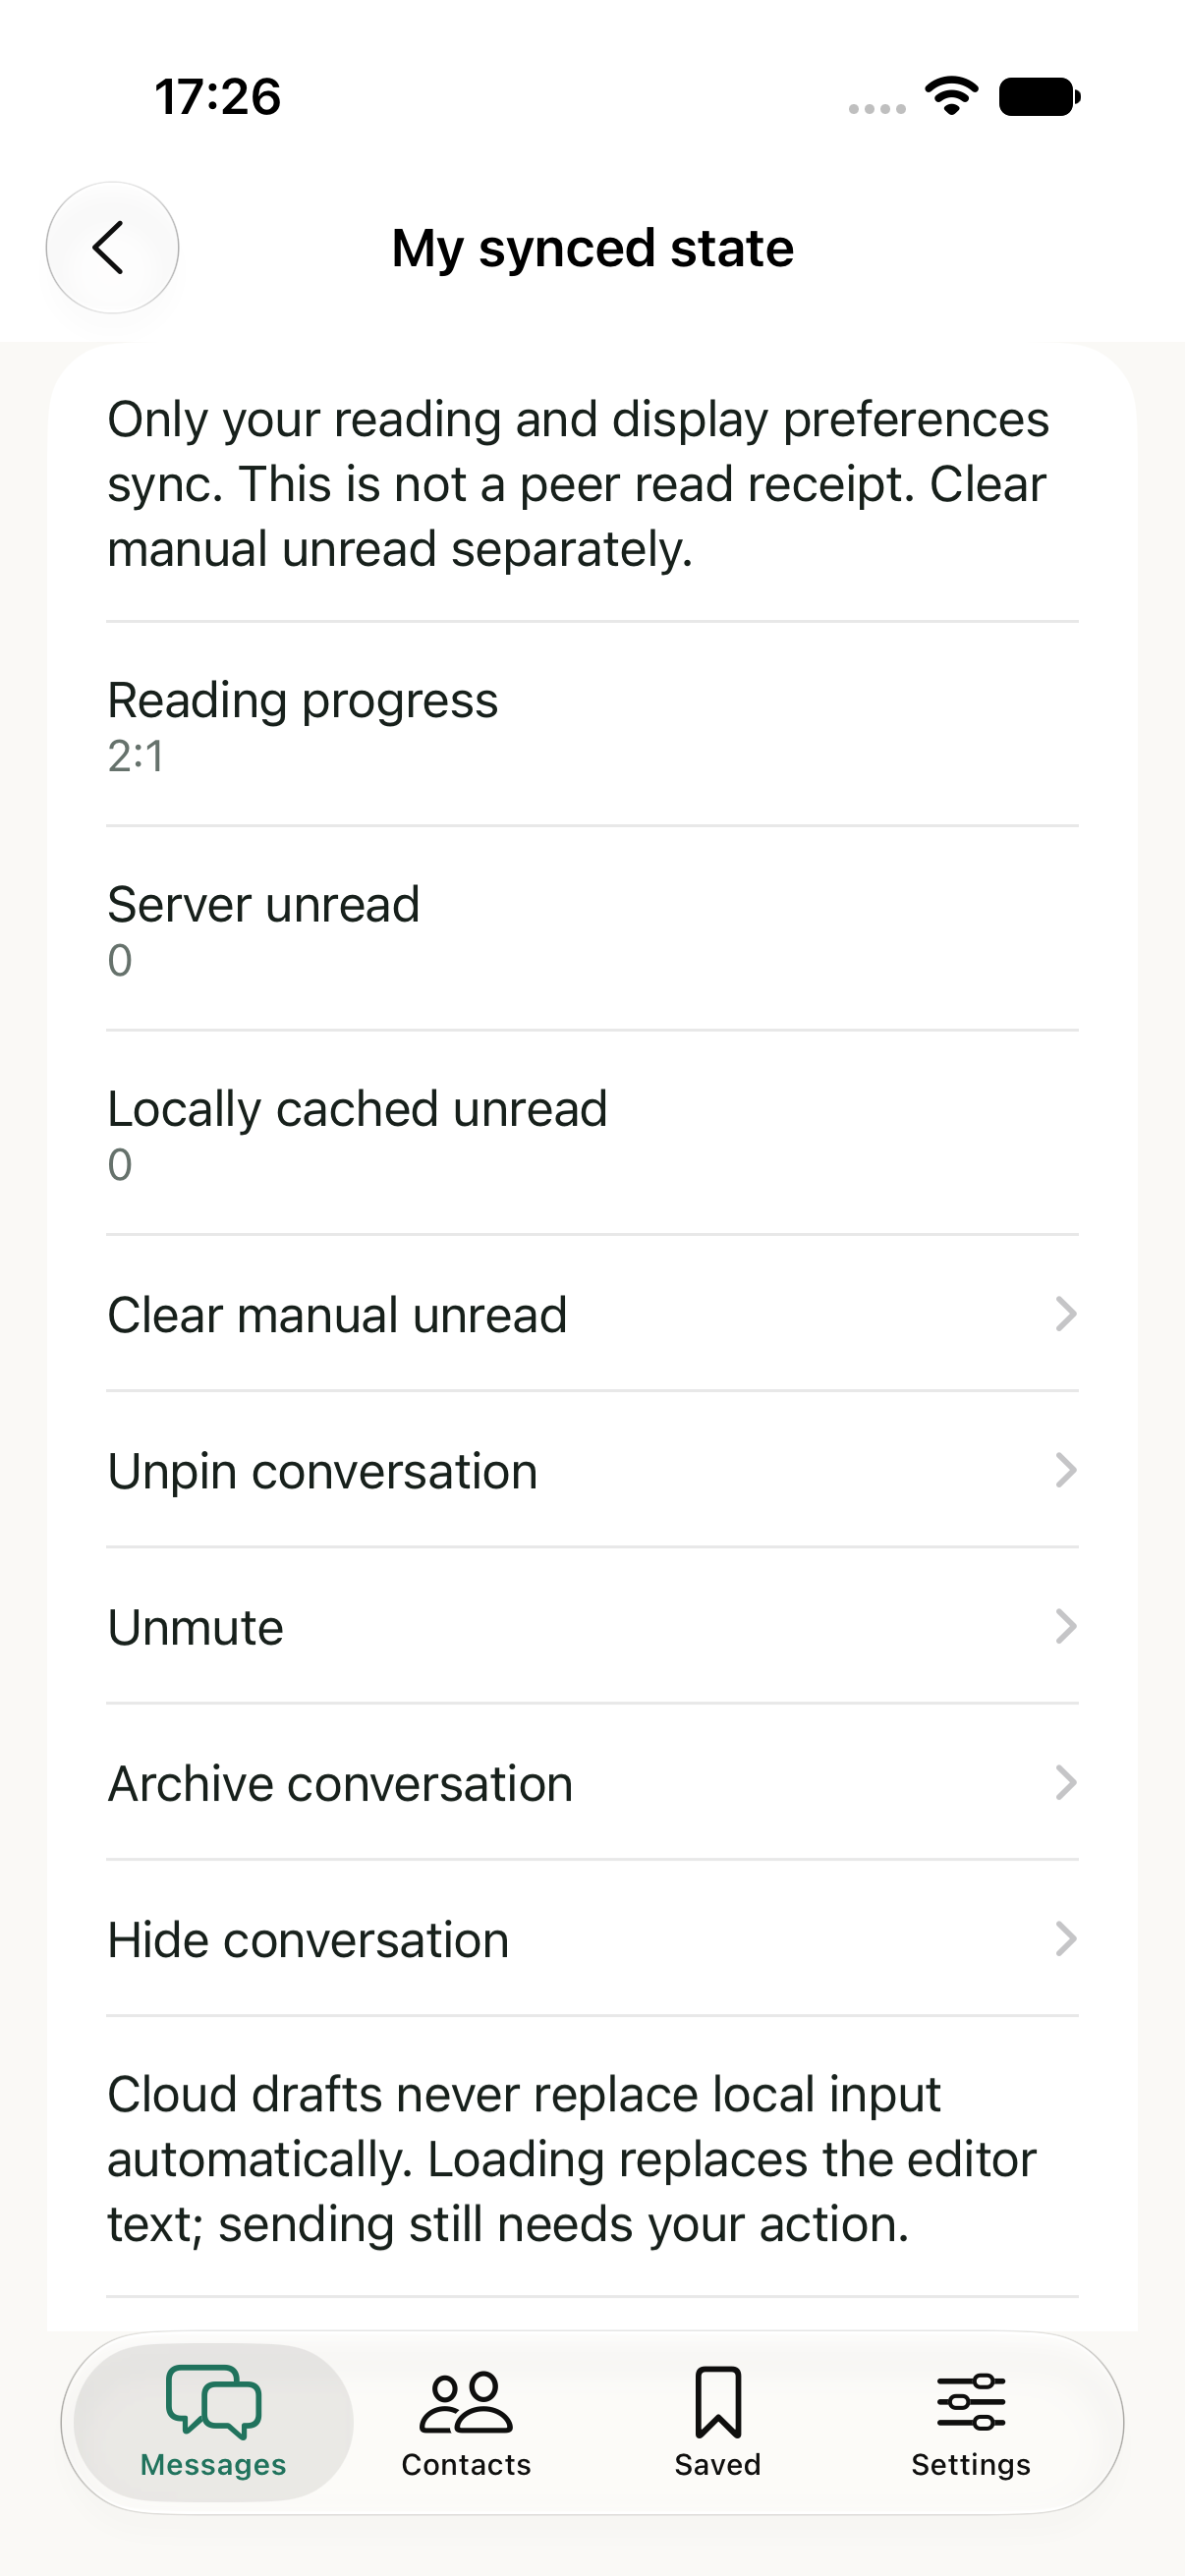 17:26
My synced state
Only your reading and display preferences
sync. This is not a peer read receipt. Clear
manual unread separately.
Reading progress
2:1
Server unread
0
Locally cached unread
0
Clear manual unread
Unpin conversation
Unmute
Archive conversation
Hide conversation
Cloud drafts never replace local input
automatically. Loading replaces the editor
text; sending still needs your action.
Messages
Contacts
Saved
Settings